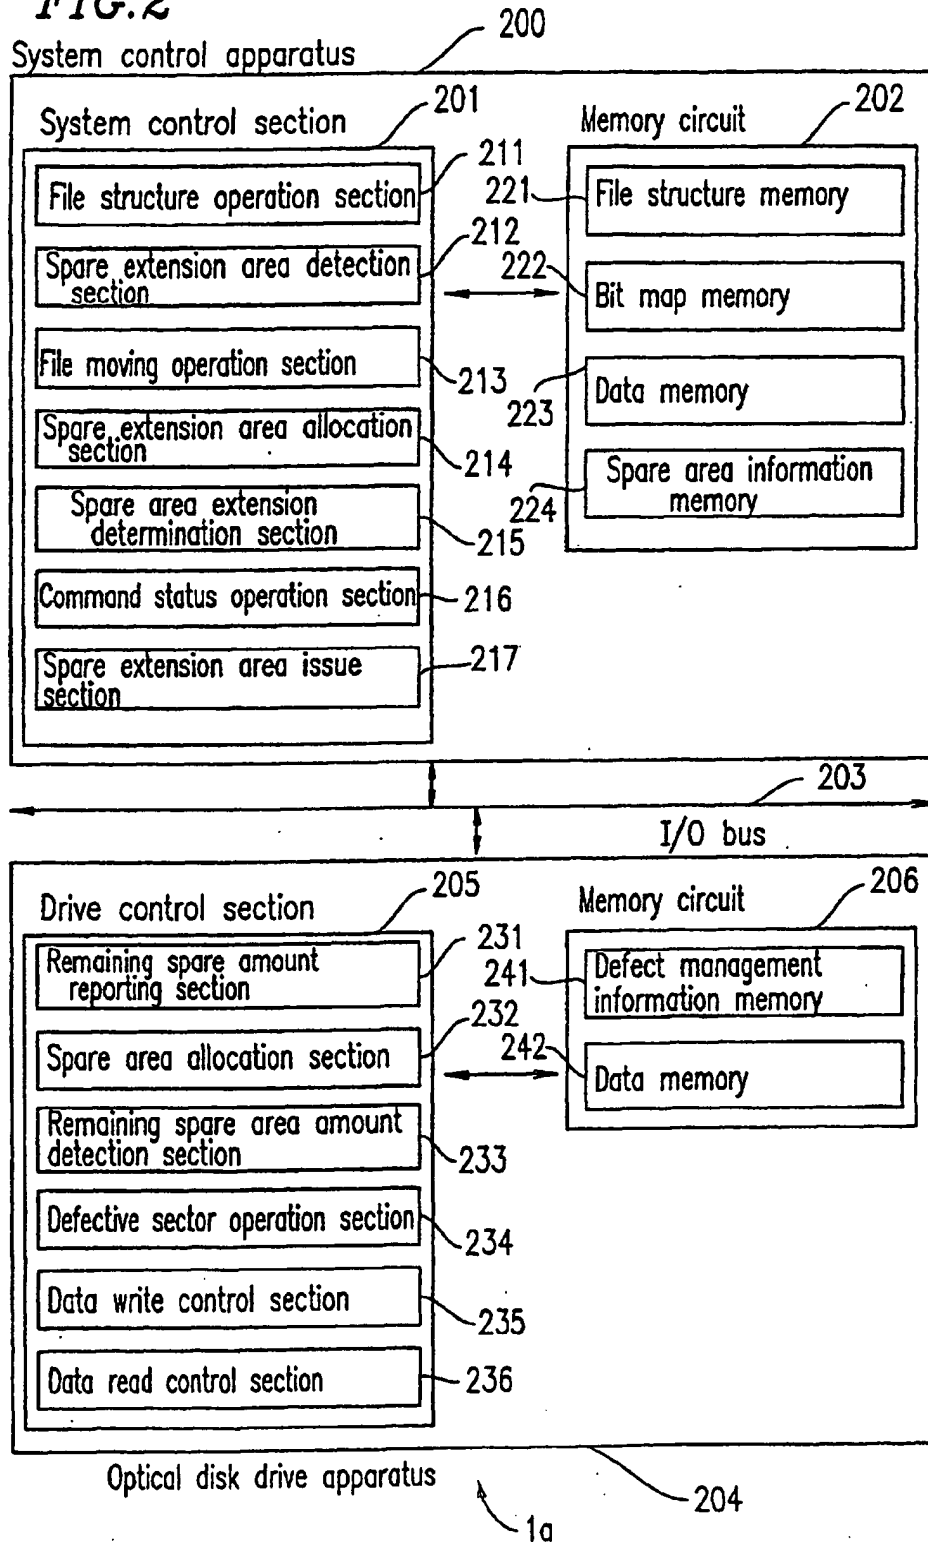 FIG.2
200
System control apparatus
201
202
System control section
Memory circuit
211
File structure operation section
221
File structure memory
212
Spare extension area detection
section
222
Bit map memory
File moving operation section
213
223
Data memory
Spare extension area allocation
section
214
Spare area information
memory
224
Spare area extension
determination section
215
Command status operation section
216
Spare extension area issue
section
217
203
I/O bus
205
206
Drive control section
Memory circuit
231
Remaining spare amount
reporting section
241
Defect management
information memory
232
Spare area allocation section
242
Data memory
Remaining spare area amount
detection section
233
Defective sector operation section
234
Data write control section
235
Data read control section
236
Optical disk drive apparatus
204
1a